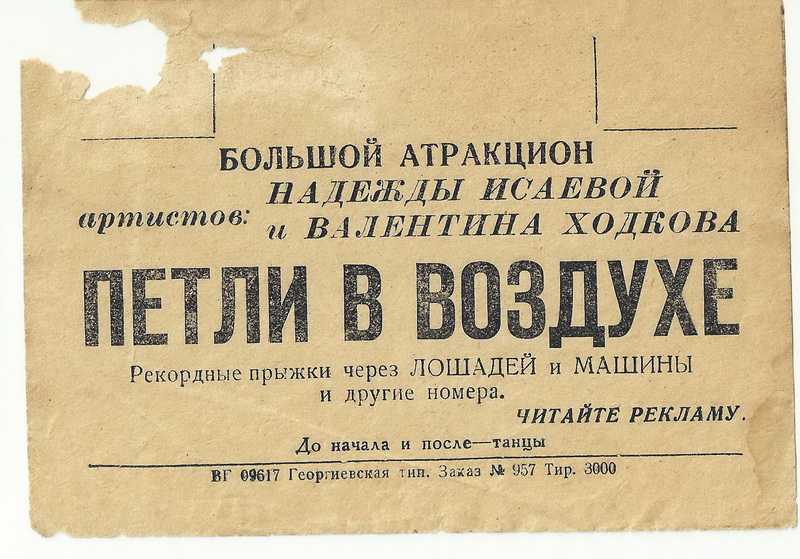 БОЛЬШОЙ АТРАКЦИОН
артистов: НАДЕЖДЫ ИСАЕВОЙ
и ВАЛЕНТИНА ХОДКОВА
ПЕТЛИ В ВОЗДУХЕ
Рекордные прыжки через ЛОШАДЕЙ и МАШИНЫ
и другие номера.
ЧИТАЙТЕ РЕКЛАМУ.
До начала и после—танцы
ВГ 09617 Георгиевская тип. Заказ № 957 Тир. 3000